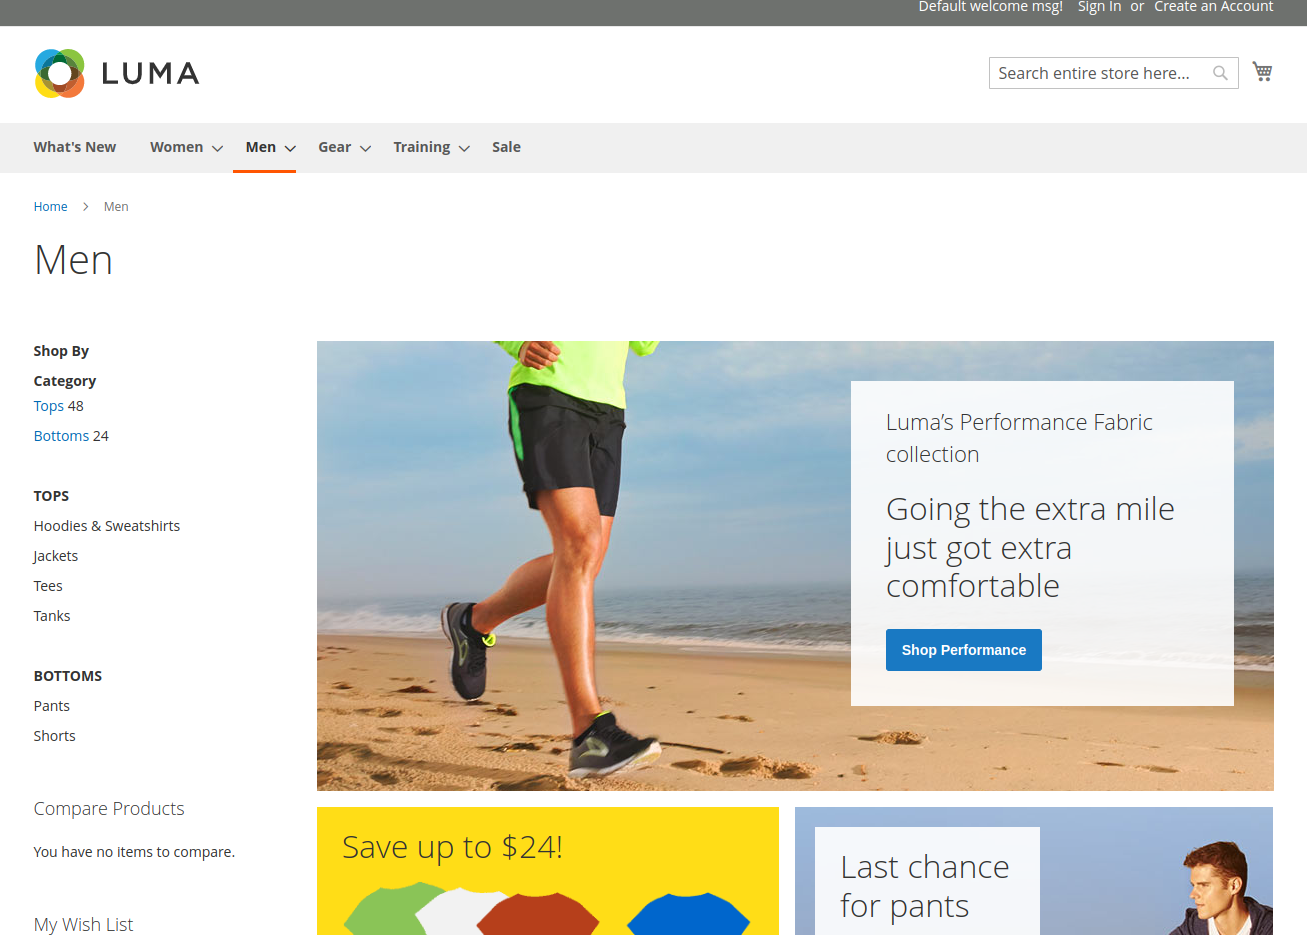 Default welcome msg! Sign In or Create an Account
LUMA
Search entire store here...
What's New Women Men Gear Training Sale
Home > Men
Men
Shop By
Category
Tops 48
Bottoms 24
TOPS
Hoodies & Sweatshirts
Jackets
Tees
Tanks
BOTTOMS
Pants
Shorts
Compare Products
You have no items to compare.
My Wish List
Luma’s Performance Fabric
collection
Going the extra mile
just got extra
comfortable
Shop Performance
Save up to $24!
Last chance
for pants